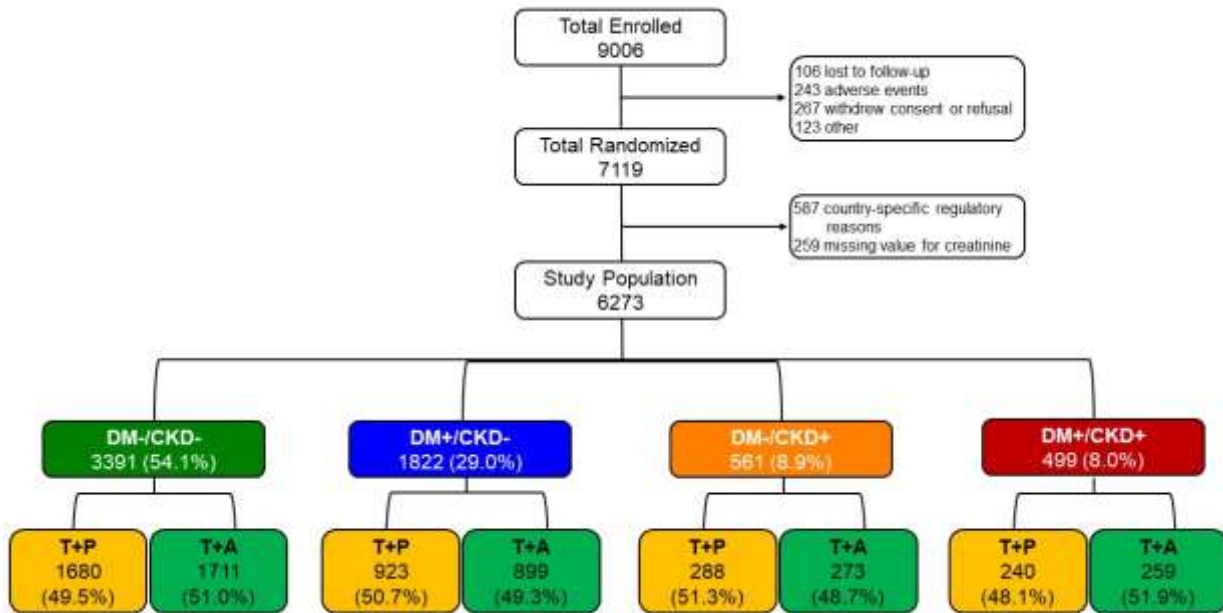 Total Enrolled
9006
106 lost to follow-up
243 adverse events
267 withdrew consent or refusal
123 other
Total Randomized
7119
587 country-specific regulatory
reasons
259 missing value for creatinine
Study Population
6273
DM-/CKD-
3391 (54.1%)
DM+/CKD-
1822 (29.0%)
DM-/CKD+
561 (8.9%)
DM+/CKD+
499 (8.0%)
T+P
1680
(49.5%)
T+A
1711
(51.0%)
T+P
923
(50.7%)
T+A
899
(49.3%)
T+P
288
(51.3%)
T+A
273
(48.7%)
T+P
240
(48.1%)
T+A
259
(51.9%)